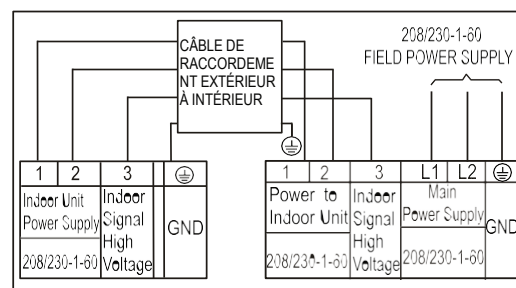 CÂBLE DE
RACCORDEME
NT EXTÉRIEUR
À INTÉRIEUR
208/230-1-60
FIELD POWER SUPPLY
1 2 3
Indoor Unit
Power Supply
208/230-1-60
Indoor
Signal
High
Voltage
GND
1 2 3 L1 L2
Power to
Indoor Unit
208/230-1-60
Indoor
Signal
High
Voltage
Main
Power Supply
208/230-1-60
GND